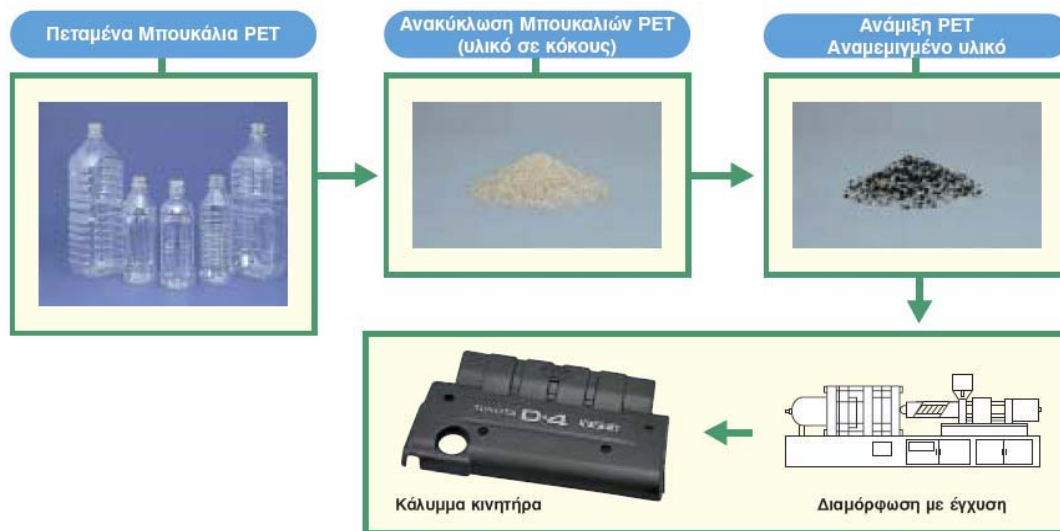 Πεταμένα Μπουκάλια PET
Ανακύκλωση Μπουκαλιών PET
(υλικό σε κόκους)
Ανάμιξη PET
Αναμεμιγμένο υλικό
TOYOTA D-4
Κάλυμμα κινητήρα
Διαμόρφωση με έγχυση